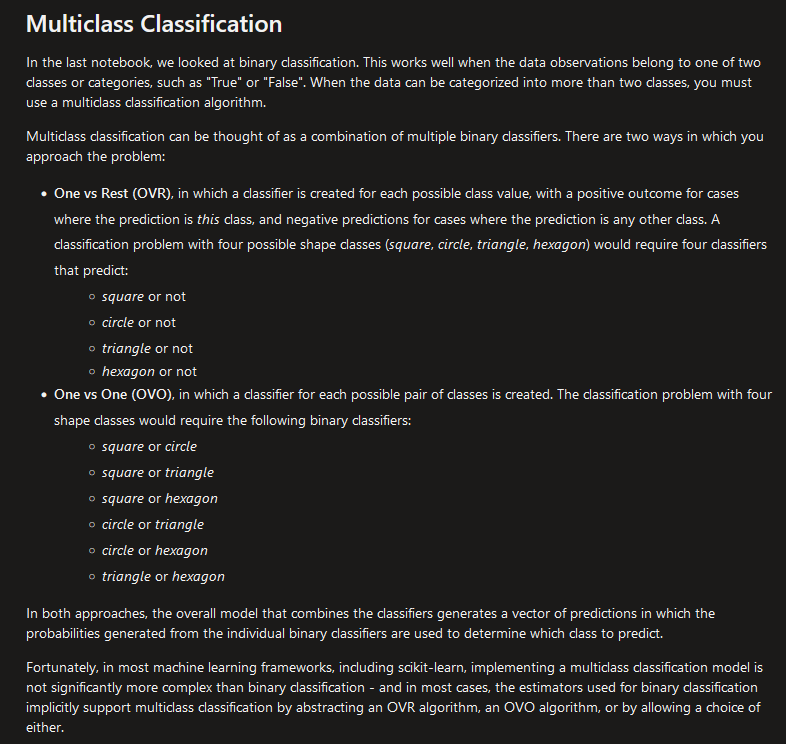 Multiclass Classification
In the last notebook, we looked at binary classification. This works well when the data observations belong to one of two
classes or categories, such as "True" or "False". When the data can be categorized into more than two classes, you must
use a multiclass classification algorithm.
Multiclass classification can be thought of as a combination of multiple binary classifiers. There are two ways in which you
approach the problem:
• One vs Rest (OVR), in which a classifier is created for each possible class value, with a positive outcome for cases
where the prediction is this class, and negative predictions for cases where the prediction is any other class. A
classification problem with four possible shape classes (square, circle, triangle, hexagon) would require four classifiers
that predict:
○ square or not
○ circle or not
○ triangle or not
○ hexagon or not
• One vs One (OVO), in which a classifier for each possible pair of classes is created. The classification problem with four
shape classes would require the following binary classifiers:
○ square or circle
○ square or triangle
○ square or hexagon
○ circle or triangle
○ circle or hexagon
○ triangle or hexagon
In both approaches, the overall model that combines the classifiers generates a vector of predictions in which the
probabilities generated from the individual binary classifiers are used to determine which class to predict.
Fortunately, in most machine learning frameworks, including scikit-learn, implementing a multiclass classification model is
not significantly more complex than binary classification - and in most cases, the estimators used for binary classification
implicitly support multiclass classification by abstracting an OVR algorithm, an OVO algorithm, or by allowing a choice of
either.